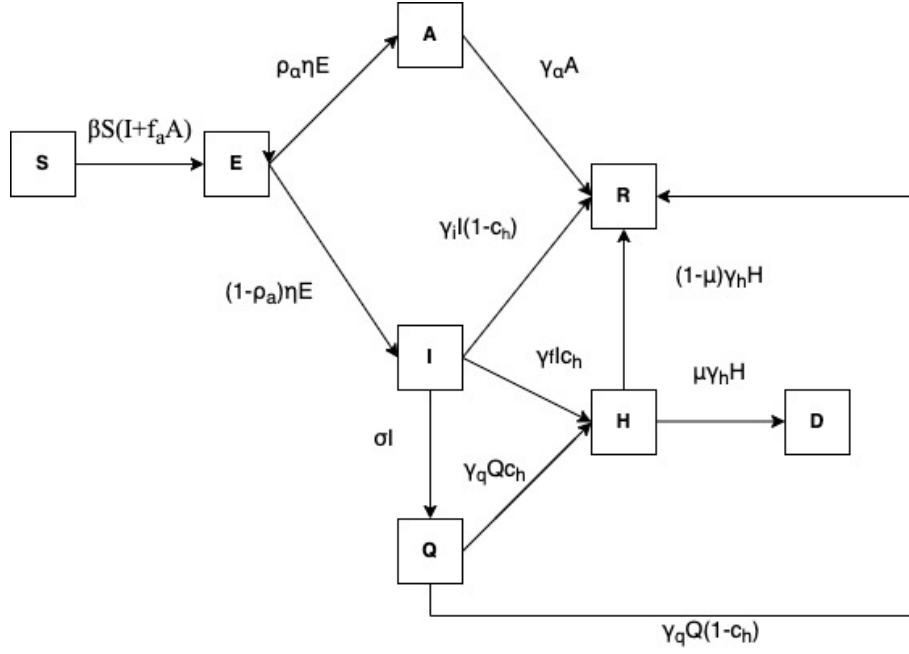 A
ρₐηE
γₐA
βS(I+fₐA)
S
E
R
γᵢI(1-cₕ)
(1-μ)γₕH
(1-ρₐ)ηE
I
γfIcₕ
μγₕH
H
D
σI
γqQcₕ
Q
γqQ(1-cₕ)